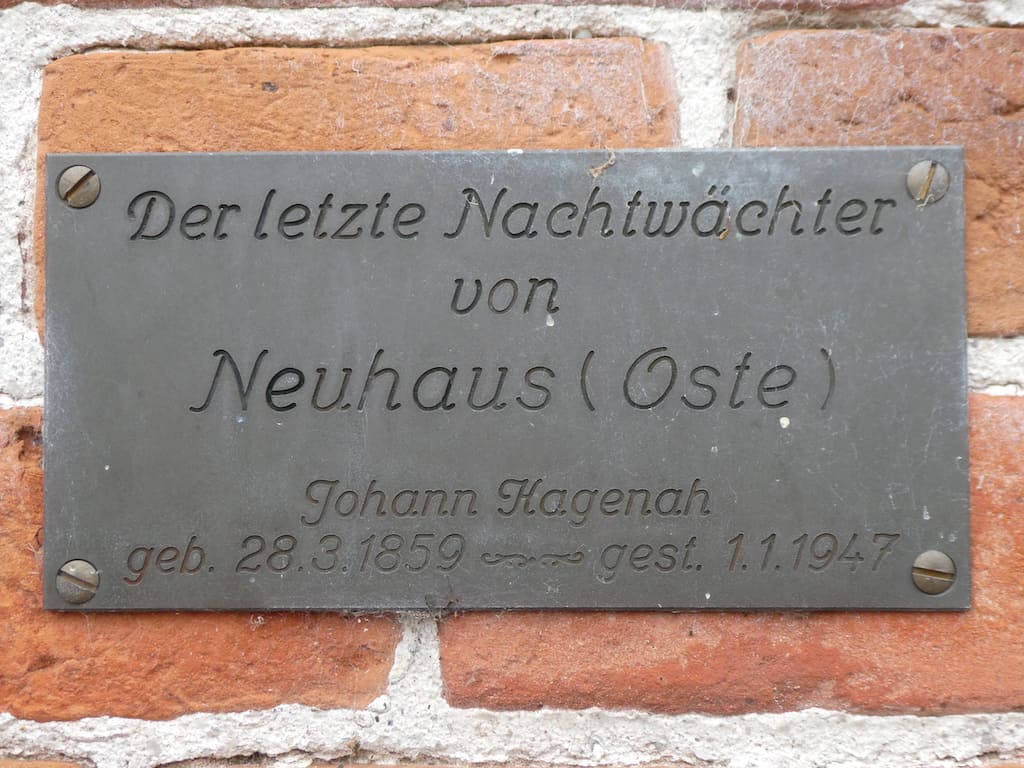 Der letzte Nachtwächter
von
Neuhaus (Oste)
Johann Hagenah
geb. 28.3.1859 gest. 1.1.1947